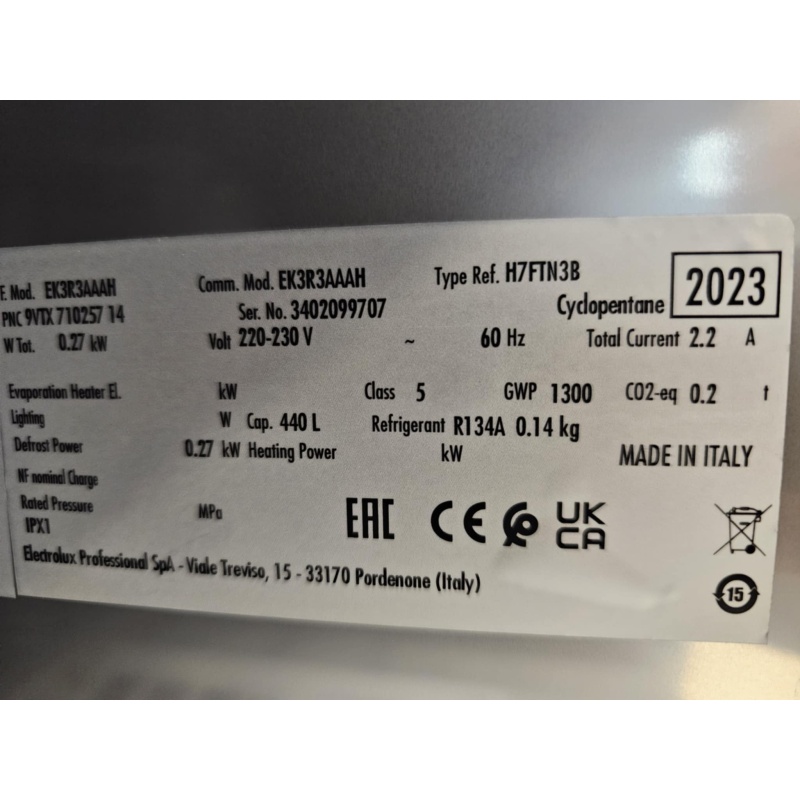 F. Mod. EK3R3AAAH Comm. Mod. EK3R3AAAH Type Ref. H7FTN3B
PNC 9VTX 710257 14 Ser. No. 3402099707 Cyclopentane 2023
W Tot. 0.27 kW Volt 220-230 V ~ 60 Hz Total Current 2.2 A
Evaporation Heater El. kW Class 5 GWP 1300 CO2-eq 0.2 t
Lighting W Cap. 440 L Refrigerant R134A 0.14 kg
Defrost Power 0.27 kW Heating Power kW MADE IN ITALY
NF nominal Charge
Rated Pressure MPa
IPX1
EAC CE UK CA
Electrolux Professional SpA - Viale Treviso, 15 - 33170 Pordenone (Italy)
15